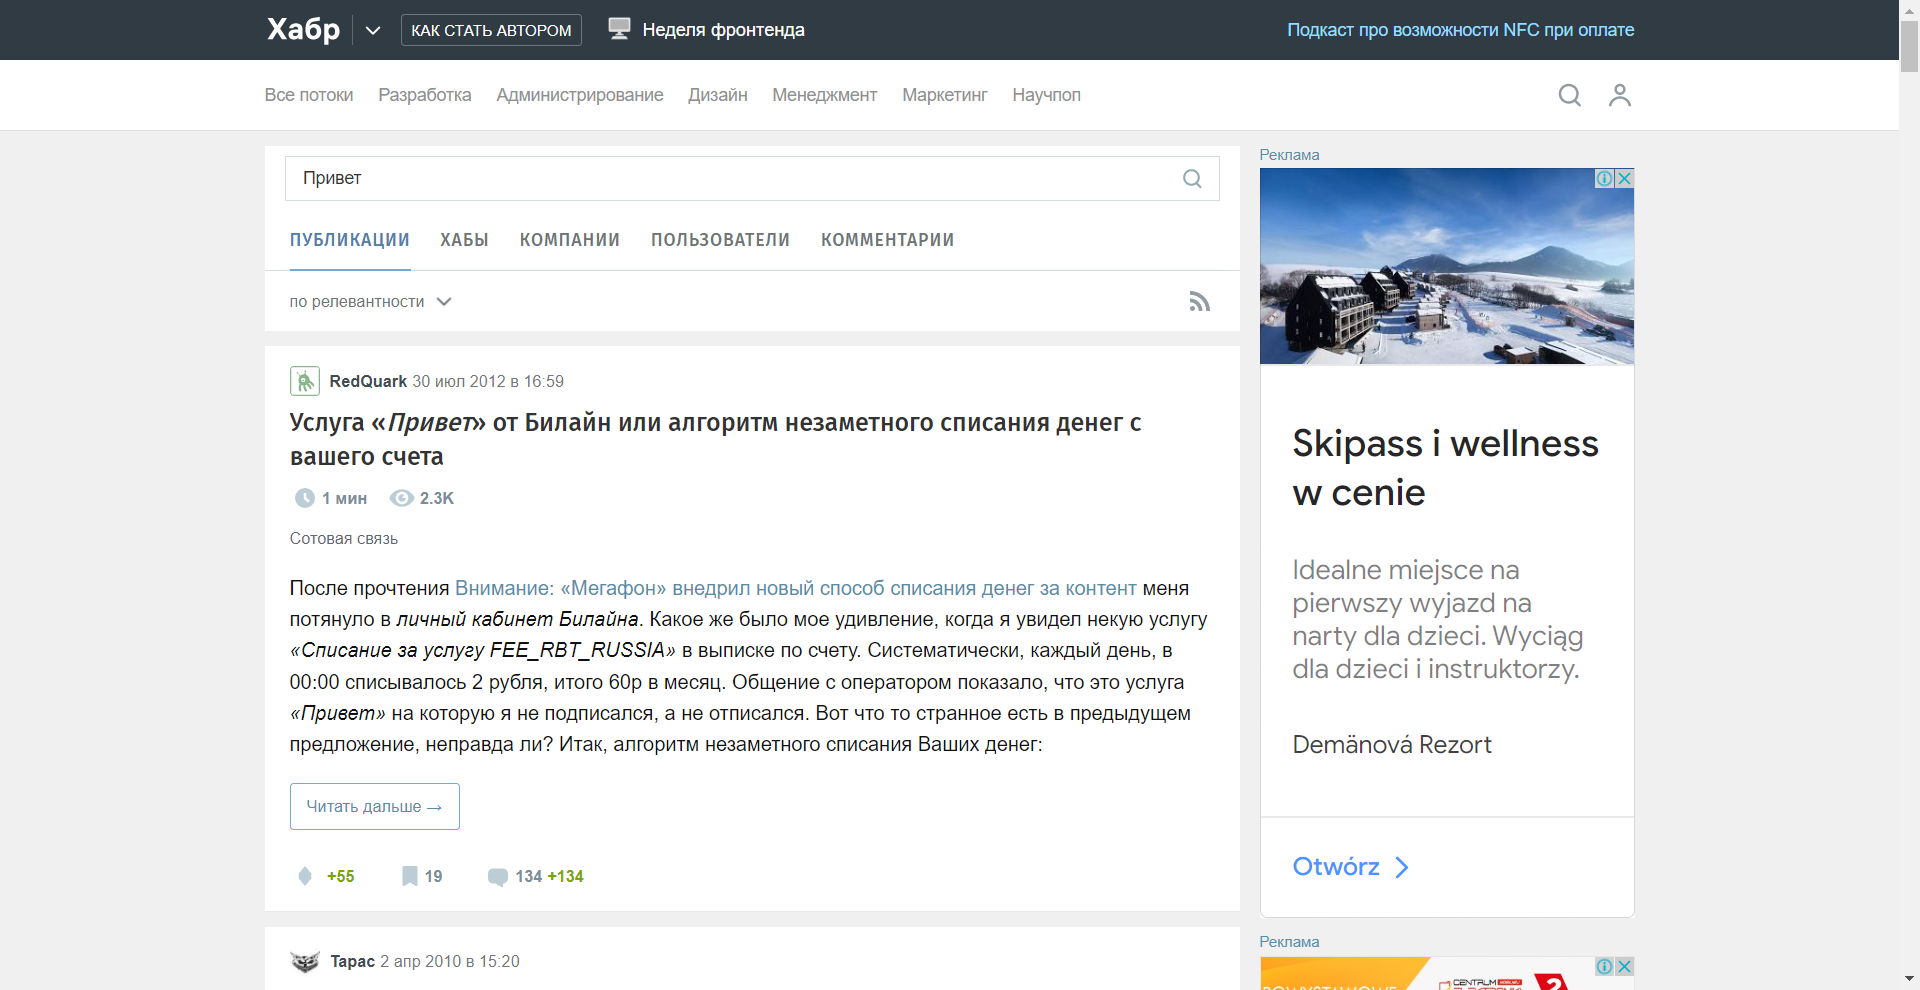 Хабр
КАК СТАТЬ АВТОРОМ
Неделя фронтенда
Подкаст про возможности NFC при оплате
Все потоки Разработка Администрирование Дизайн Менеджмент Маркетинг Научпоп
Привет
ПУБЛИКАЦИИ ХАБЫ КОМПАНИИ ПОЛЬЗОВАТЕЛИ КОММЕНТАРИИ
по релевантности
RedQuark 30 июл 2012 в 16:59
Услуга «Привет» от Билайн или алгоритм незаметного списания денег с
вашего счета
1 мин 2.3K
Сотовая связь
После прочтения Внимание: «Мегафон» внедрил новый способ списания денег за контент меня
потянуло в личный кабинет Билайна. Какое же было мое удивление, когда я увидел некую услугу
«Списание за услугу FEE_RBT_RUSSIA» в выписке по счету. Систематически, каждый день, в
00:00 списывалось 2 рубля, итого 60р в месяц. Общение с оператором показало, что это услуга
«Привет» на которую я не подписался, а не отписался. Вот что то странное есть в предыдущем
предложение, неправда ли? Итак, алгоритм незаметного списания Ваших денег:
Читать дальше →
+55 19 134 +134
Tapac 2 апр 2010 в 15:20
Реклама
Skipass i wellness
w cenie
Idealne miejsce na
pierwszy wyjazd na
narty dla dzieci. Wyciąg
dla dzieci i instruktorzy.
Demänová Rezort
Otwórz
Реклама
CENTRUM
2